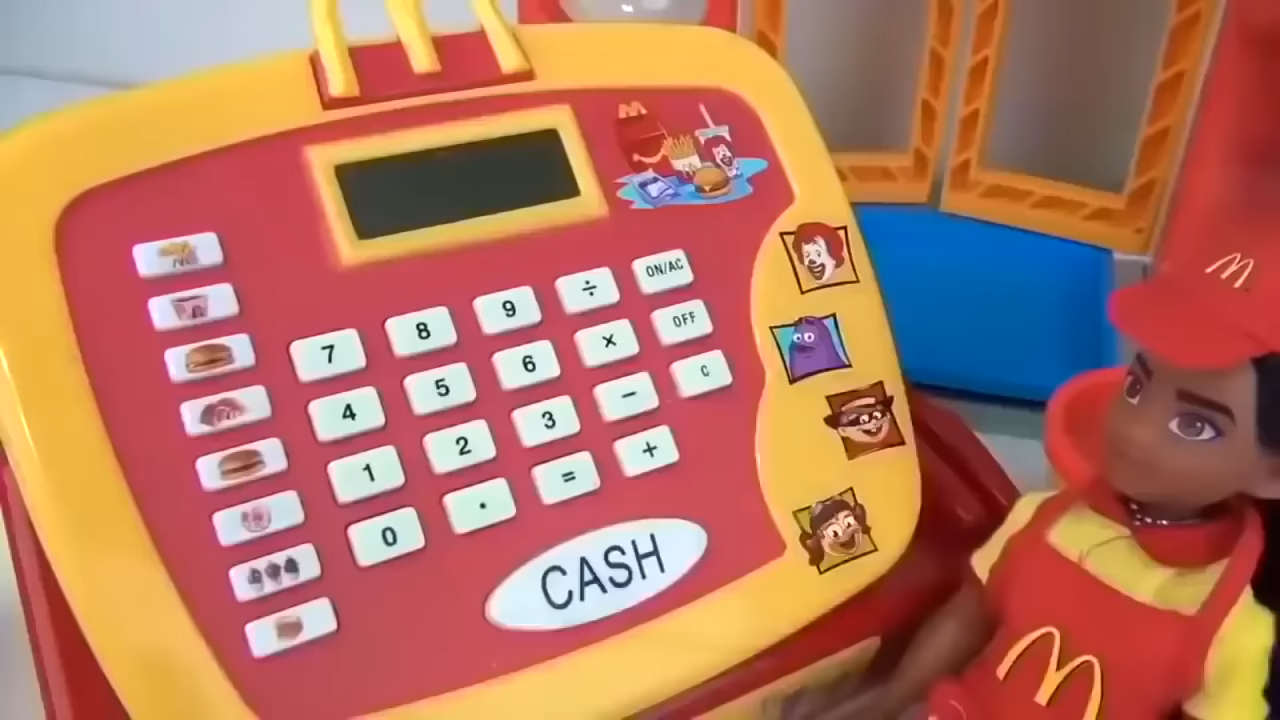 7 8 9 ÷ ON/AC
4 5 6 × OFF
1 2 3 − C
0 . = +
CASH